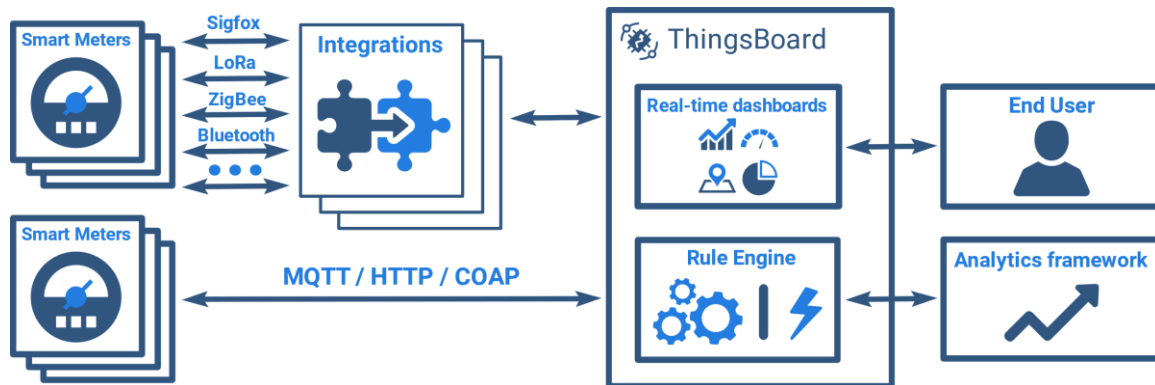 Smart Meters
Sigfox
LoRa
ZigBee
Bluetooth
Integrations
ThingsBoard
Real-time dashboards
End User
Smart Meters
MQTT / HTTP / COAP
Rule Engine
Analytics framework